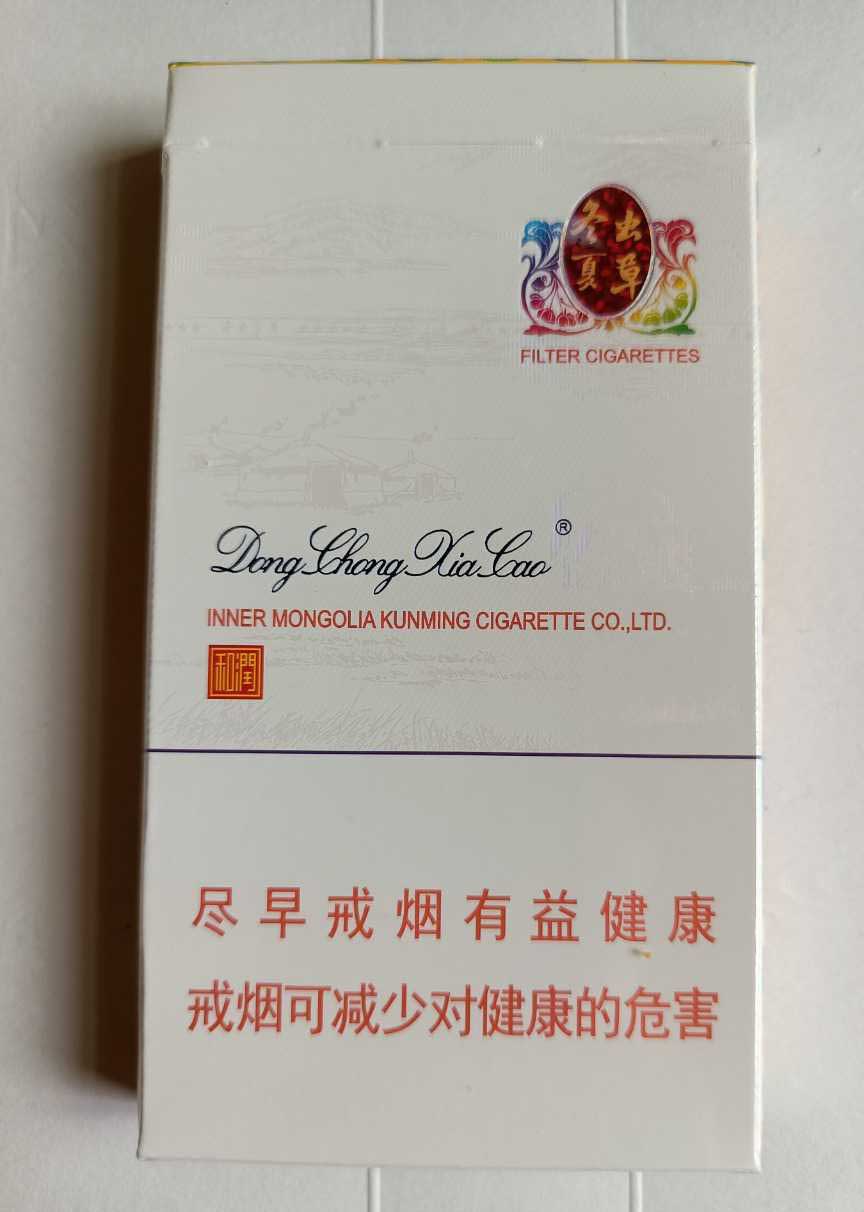 冬虫
夏草
FILTER CIGARETTES
Dong Chong Xia Cao®
INNER MONGOLIA KUNMING CIGARETTE CO.,LTD.
和潤
尽早戒烟有益健康
戒烟可减少对健康的危害